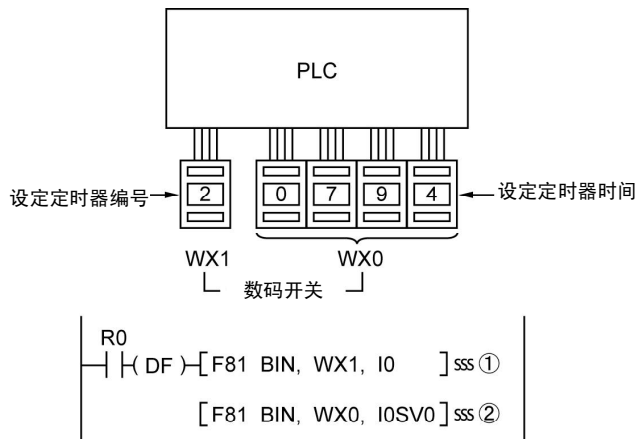 PLC
设定定时器编号 2 0 7 9 4 设定定时器时间
WX1 WX0
数码开关
R0
( DF ) [ F81 BIN, WX1, I0 ] sss ①
[ F81 BIN, WX0, I0SV0 ] sss ②